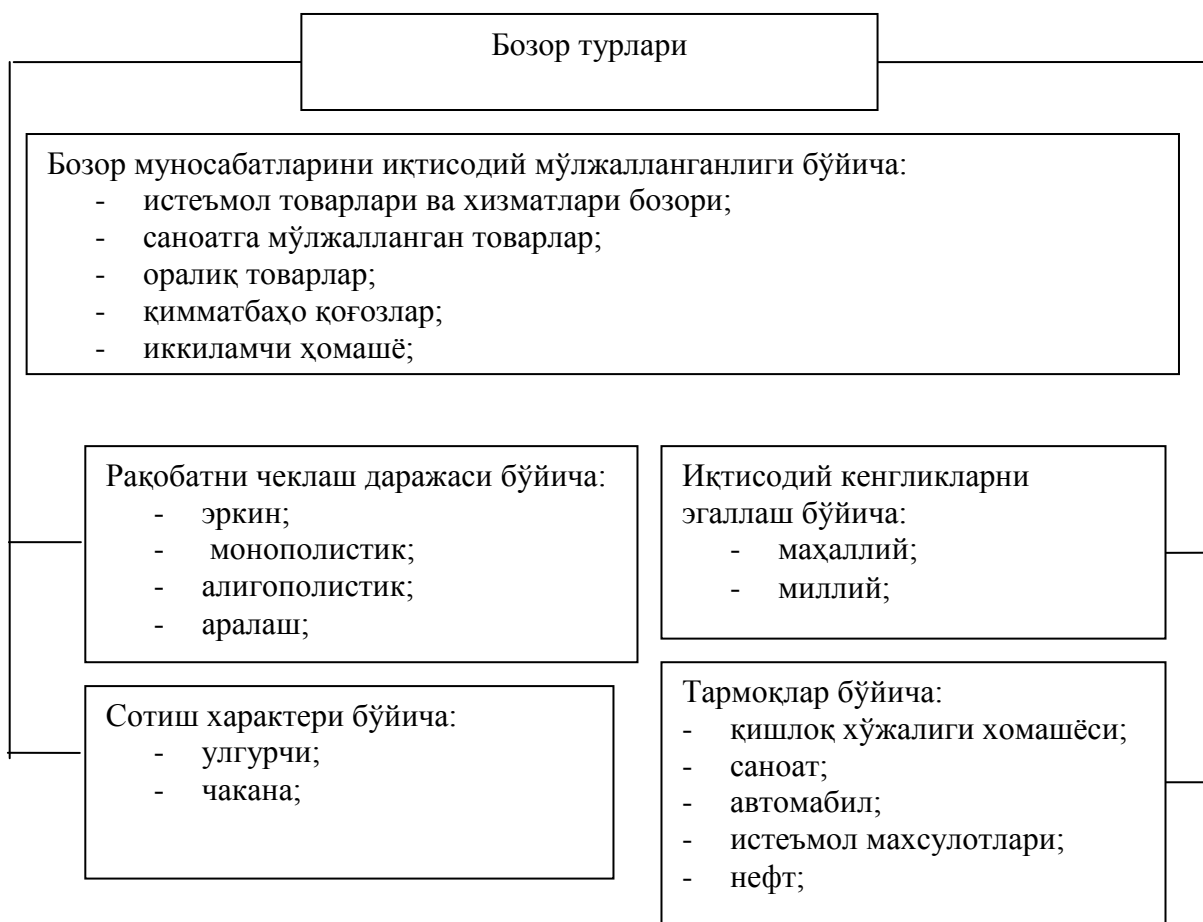 Бозор турлари
Бозор муносабатларини иқтисодий мўлжалланганлиги бўйича:
- истеъмол товарлари ва хизматлари бозори;
- саноатга мўлжалланган товарлар;
- оралиқ товарлар;
- қимматбаҳо қоғозлар;
- иккиламчи ҳомашё;
Рақобатни чеклаш даражаси бўйича:
- эркин;
- монополистик;
- алигополистик;
- аралаш;
Иқтисодий кенгликларни
эгаллаш бўйича:
- маҳаллий;
- миллий;
Сотиш характери бўйича:
- улгурчи;
- чакана;
Тармоқлар бўйича:
- қишлоқ хўжалиги хомашёси;
- саноат;
- автомабил;
- истеъмол махсулотлари;
- нефт;